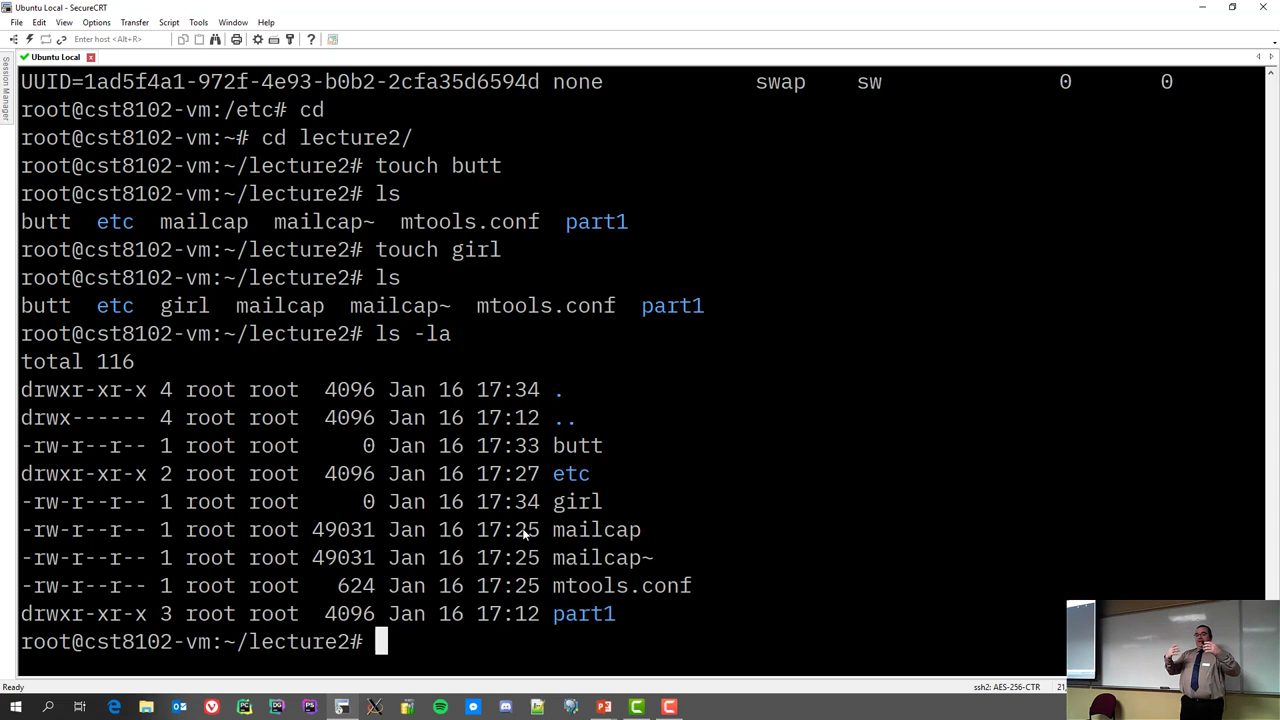 Ubuntu Local - SecureCRT
File Edit View Options Transfer Script Tools Window Help
Enter host <Alt+R>
Ubuntu Local
Session Manager
UUID=1ad5f4a1-972f-4e93-b0b2-2cfa35d6594d none swap sw 0 0
root@cst8102-vm:/etc# cd
root@cst8102-vm:~# cd lecture2/
root@cst8102-vm:~/lecture2# touch butt
root@cst8102-vm:~/lecture2# ls
butt etc mailcap mailcap~ mtools.conf part1
root@cst8102-vm:~/lecture2# touch girl
root@cst8102-vm:~/lecture2# ls
butt etc girl mailcap mailcap~ mtools.conf part1
root@cst8102-vm:~/lecture2# ls -la
total 116
drwxr-xr-x 4 root root 4096 Jan 16 17:34 .
drwx------ 4 root root 4096 Jan 16 17:12 ..
-rw-r--r-- 1 root root 0 Jan 16 17:33 butt
drwxr-xr-x 2 root root 4096 Jan 16 17:27 etc
-rw-r--r-- 1 root root 0 Jan 16 17:34 girl
-rw-r--r-- 1 root root 49031 Jan 16 17:25 mailcap
-rw-r--r-- 1 root root 49031 Jan 16 17:25 mailcap~
-rw-r--r-- 1 root root 624 Jan 16 17:25 mtools.conf
drwxr-xr-x 3 root root 4096 Jan 16 17:12 part1
root@cst8102-vm:~/lecture2#
Ready ssh2: AES-256-CTR 21,